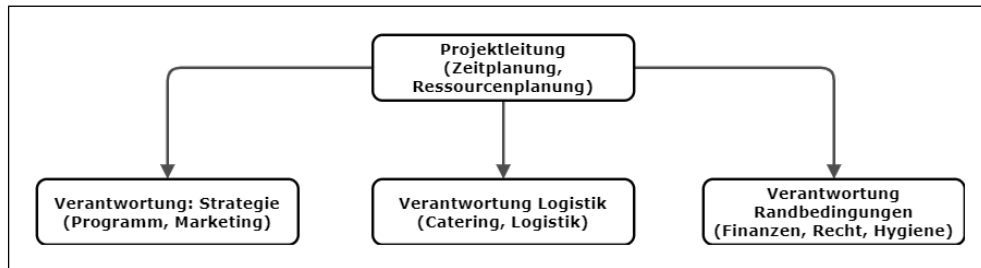 Projektleitung
(Zeitplanung,
Ressourcenplanung)
Verantwortung: Strategie
(Programm, Marketing)
Verantwortung Logistik
(Catering, Logistik)
Verantwortung
Randbedingungen
(Finanzen, Recht, Hygiene)